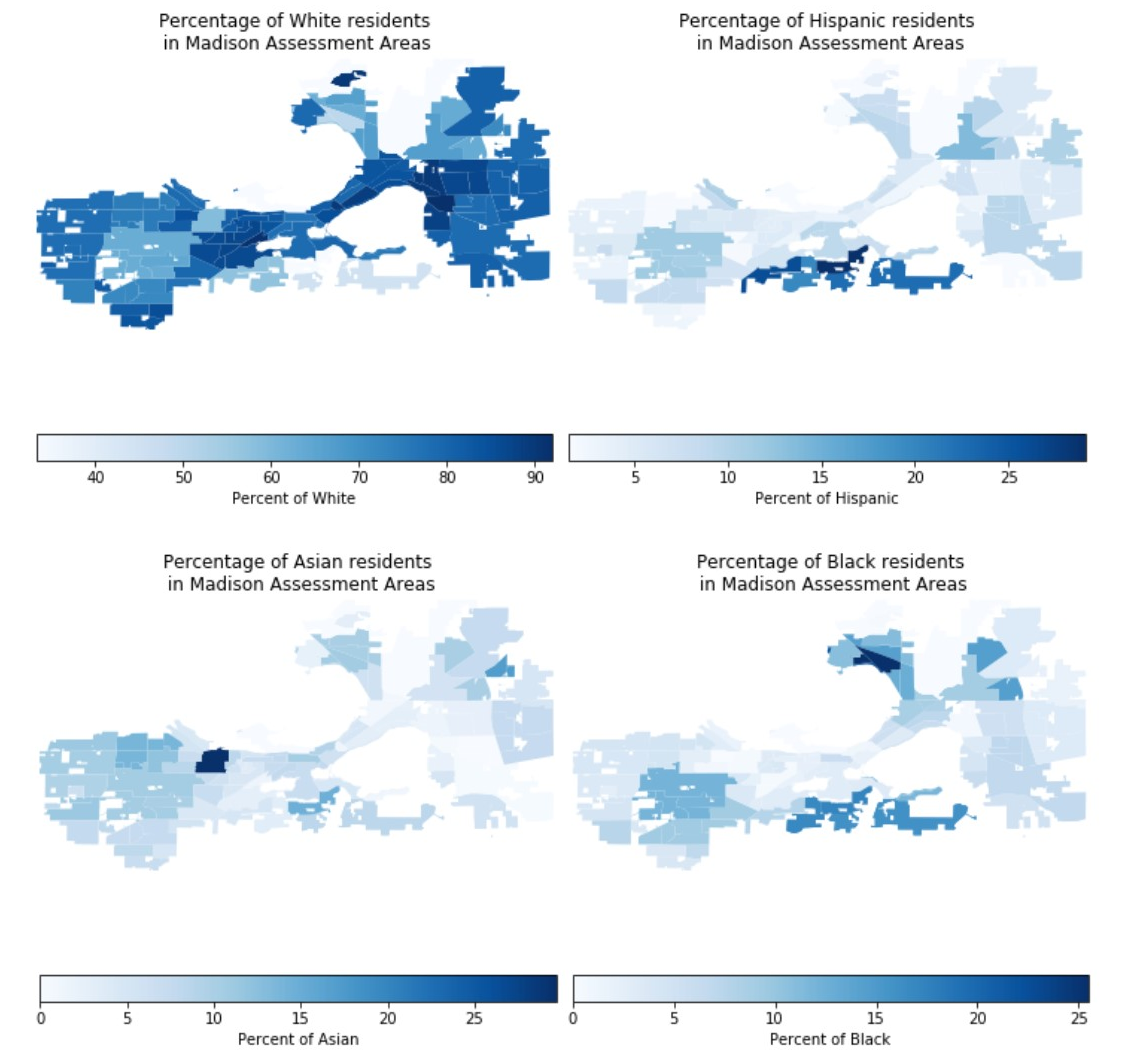 Percentage of White residents
in Madison Assessment Areas
Percentage of Hispanic residents
in Madison Assessment Areas
40 50 60 70 80 90
Percent of White
5 10 15 20 25
Percent of Hispanic
Percentage of Asian residents
in Madison Assessment Areas
Percentage of Black residents
in Madison Assessment Areas
0 5 10 15 20 25
Percent of Asian
0 5 10 15 20 25
Percent of Black